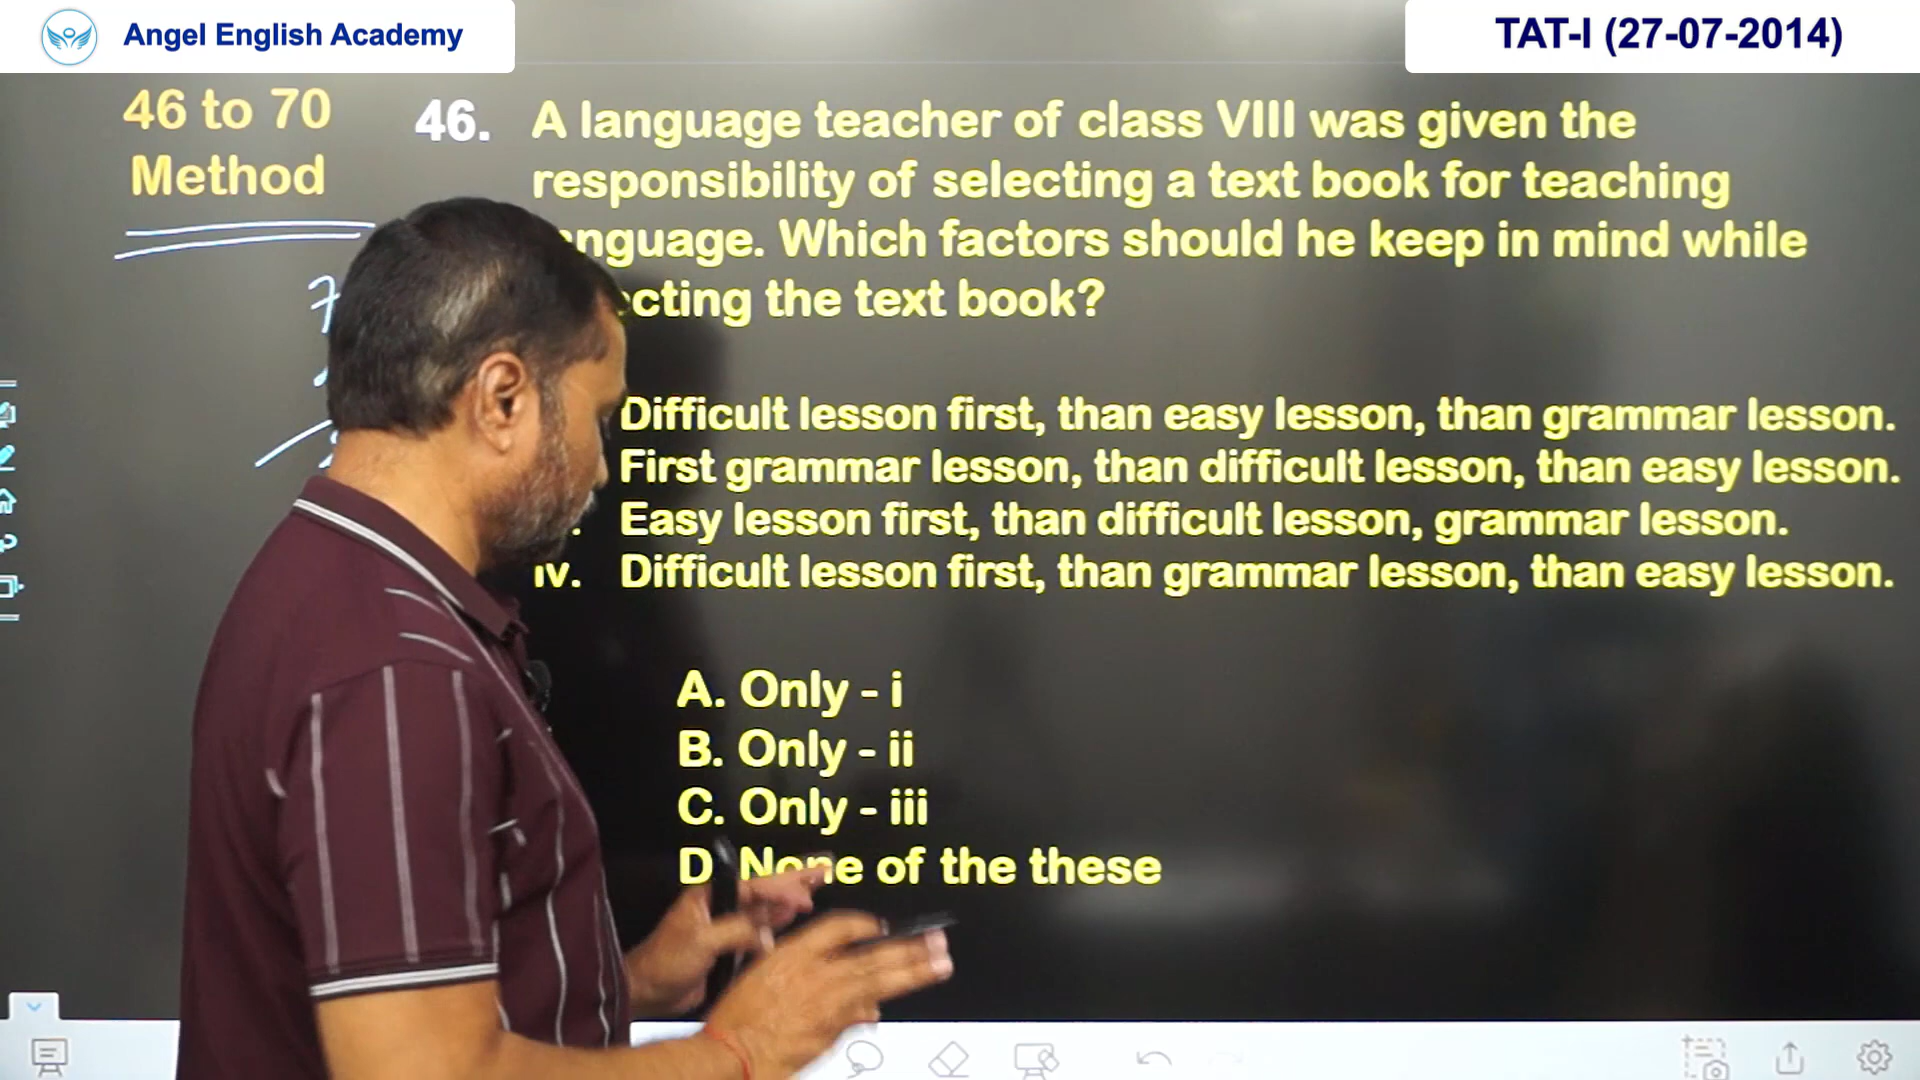 Angel English Academy
TAT-I (27-07-2014)
46 to 70
Method
46. A language teacher of class VIII was given the
responsibility of selecting a text book for teaching
nguage. Which factors should he keep in mind while
cting the text book?
Difficult lesson first, than easy lesson, than grammar lesson.
First grammar lesson, than difficult lesson, than easy lesson.
Easy lesson first, than difficult lesson, grammar lesson.
iv. Difficult lesson first, than grammar lesson, than easy lesson.
A. Only - i
B. Only - ii
C. Only - iii
D None of the these